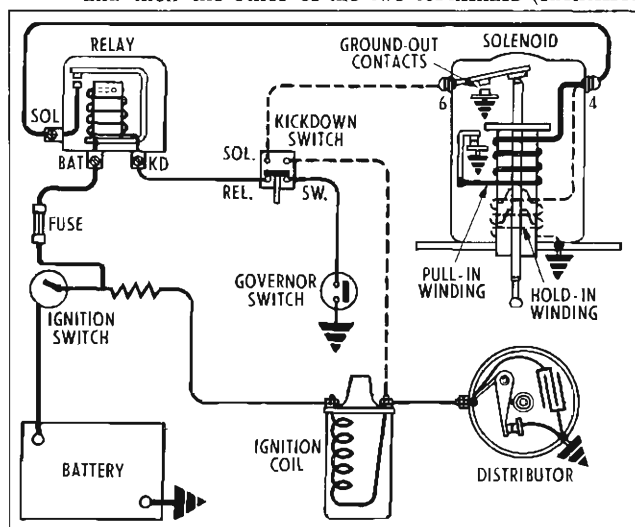 RELAY
GROUND-OUT
CONTACTS
SOLENOID
6
4
SOL
KICKDOWN
SWITCH
BAT
KD
SOL.
REL.
SW.
FUSE
GOVERNOR
SWITCH
PULL-IN
WINDING
HOLD-IN
WINDING
IGNITION
SWITCH
IGNITION
COIL
BATTERY
DISTRIBUTOR